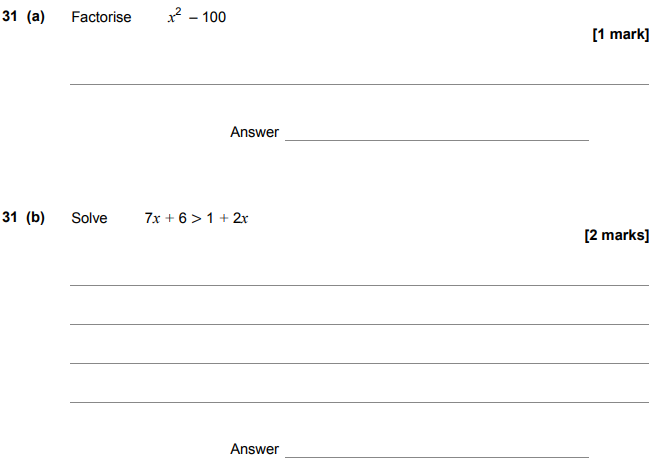 31 (a) Factorise x² – 100
[1 mark]
Answer
31 (b) Solve 7x + 6 > 1 + 2x
[2 marks]
Answer